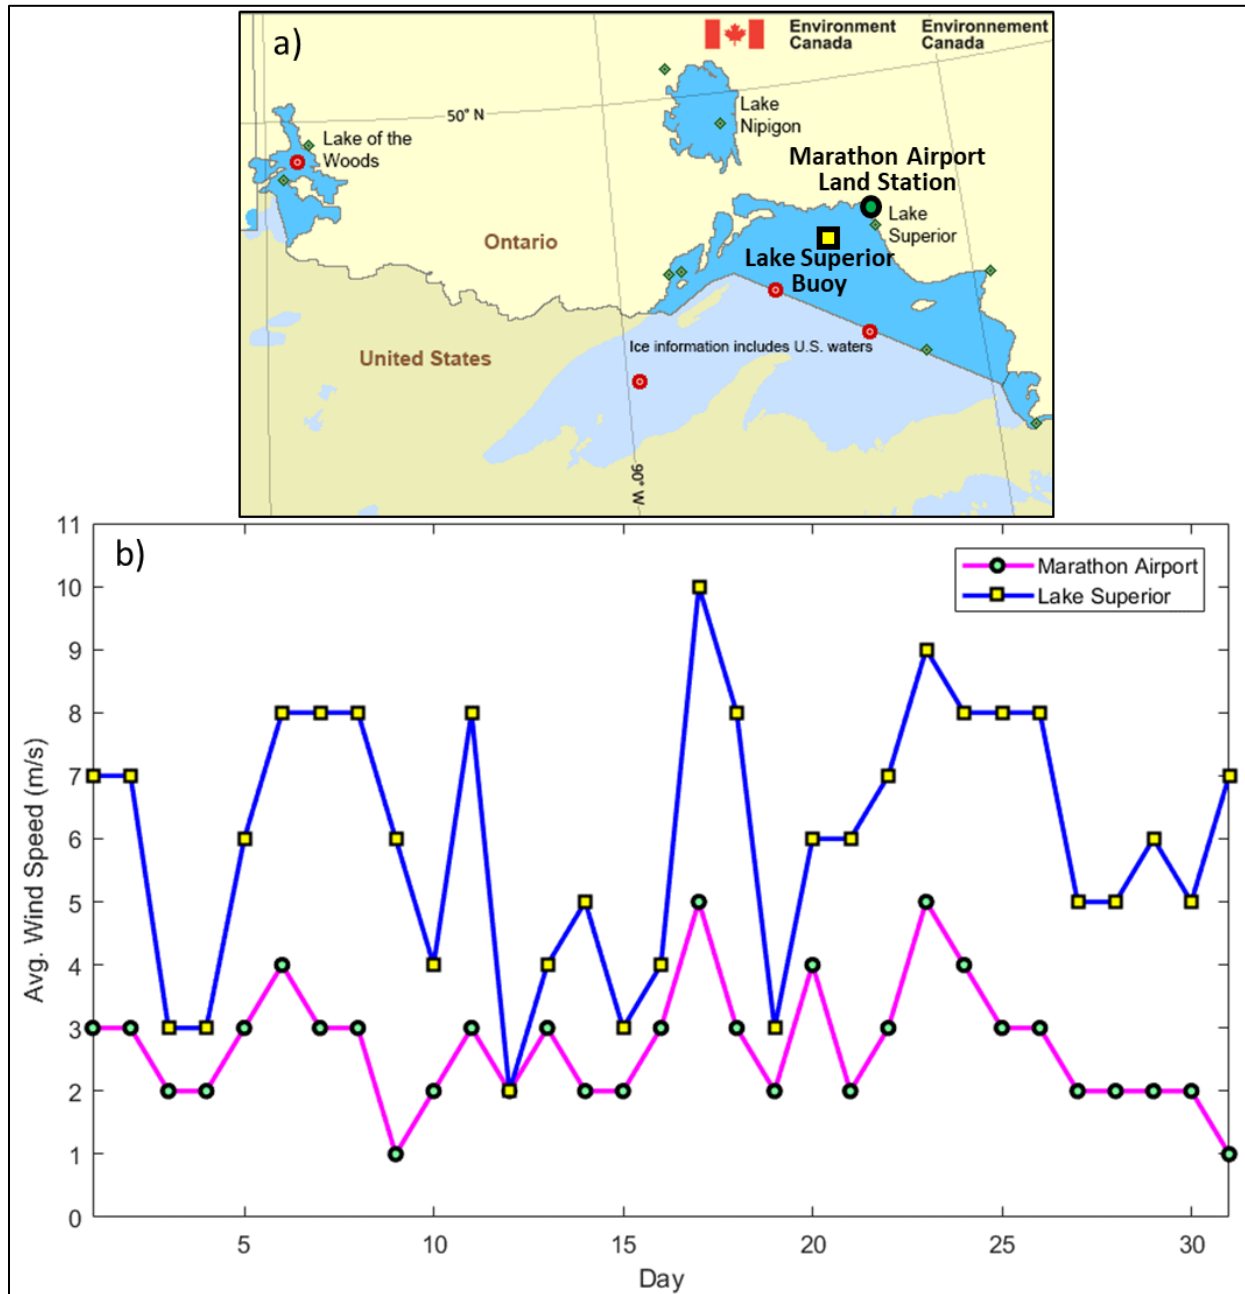 a)
Environment
Canada
Environnement
Canada
50° N
Lake of the
Woods
Lake
Nipigon
Marathon Airport
Land Station
Lake
Superior
Ontario
Lake Superior
Buoy
United States
Ice information includes U.S. waters
90° W
b)
Marathon Airport
Lake Superior
11
10
9
8
7
6
5
4
3
2
1
0
Avg. Wind Speed (m/s)
5
10
15
20
25
30
Day